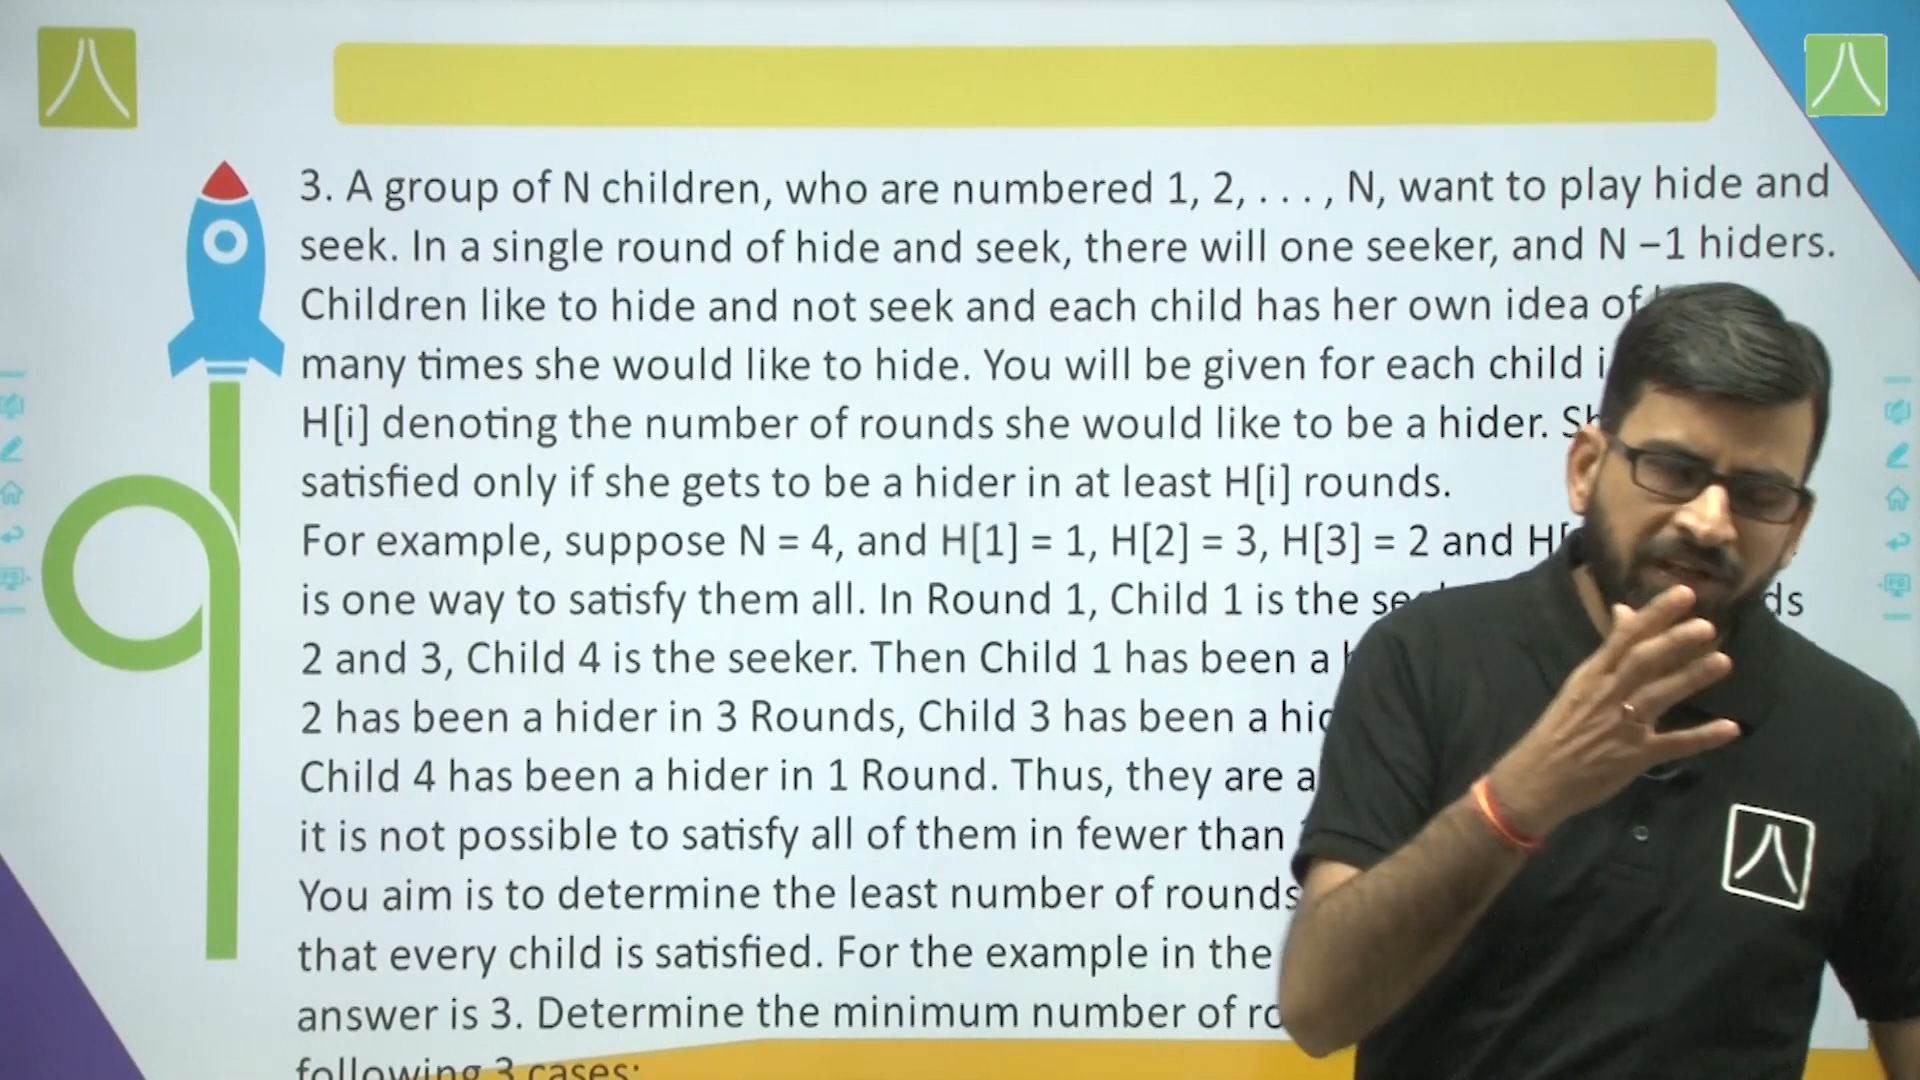 3. A group of N children, who are numbered 1, 2, . . . , N, want to play hide and
seek. In a single round of hide and seek, there will one seeker, and N –1 hiders.
Children like to hide and not seek and each child has her own idea of
many times she would like to hide. You will be given for each child
H[i] denoting the number of rounds she would like to be a hider.
satisfied only if she gets to be a hider in at least H[i] rounds.
For example, suppose N = 4, and H[1] = 1, H[2] = 3, H[3] = 2 and
is one way to satisfy them all. In Round 1, Child 1 is the
2 and 3, Child 4 is the seeker. Then Child 1 has been a
2 has been a hider in 3 Rounds, Child 3 has been a
Child 4 has been a hider in 1 Round. Thus, they are
it is not possible to satisfy all of them in fewer than
You aim is to determine the least number of rounds
that every child is satisfied. For the example in the
answer is 3. Determine the minimum number of
following 3 cases: